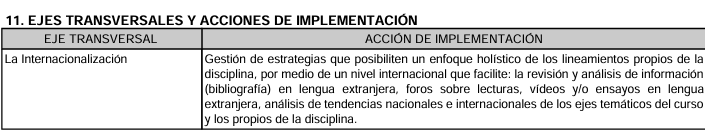 11. EJES TRANSVERSALES Y ACCIONES DE IMPLEMENTACIÓN
EJE TRANSVERSAL ACCIÓN DE IMPLEMENTACIÓN
La Internacionalización Gestión de estrategias que posibiliten un enfoque holístico de los lineamientos propios de la
disciplina, por medio de un nivel internacional que facilite: la revisión y análisis de información
(bibliografía) en lengua extranjera, foros sobre lecturas, vídeos y/o ensayos en lengua
extranjera, análisis de tendencias nacionales e internacionales de los ejes temáticos del curso
y los propios de la disciplina.